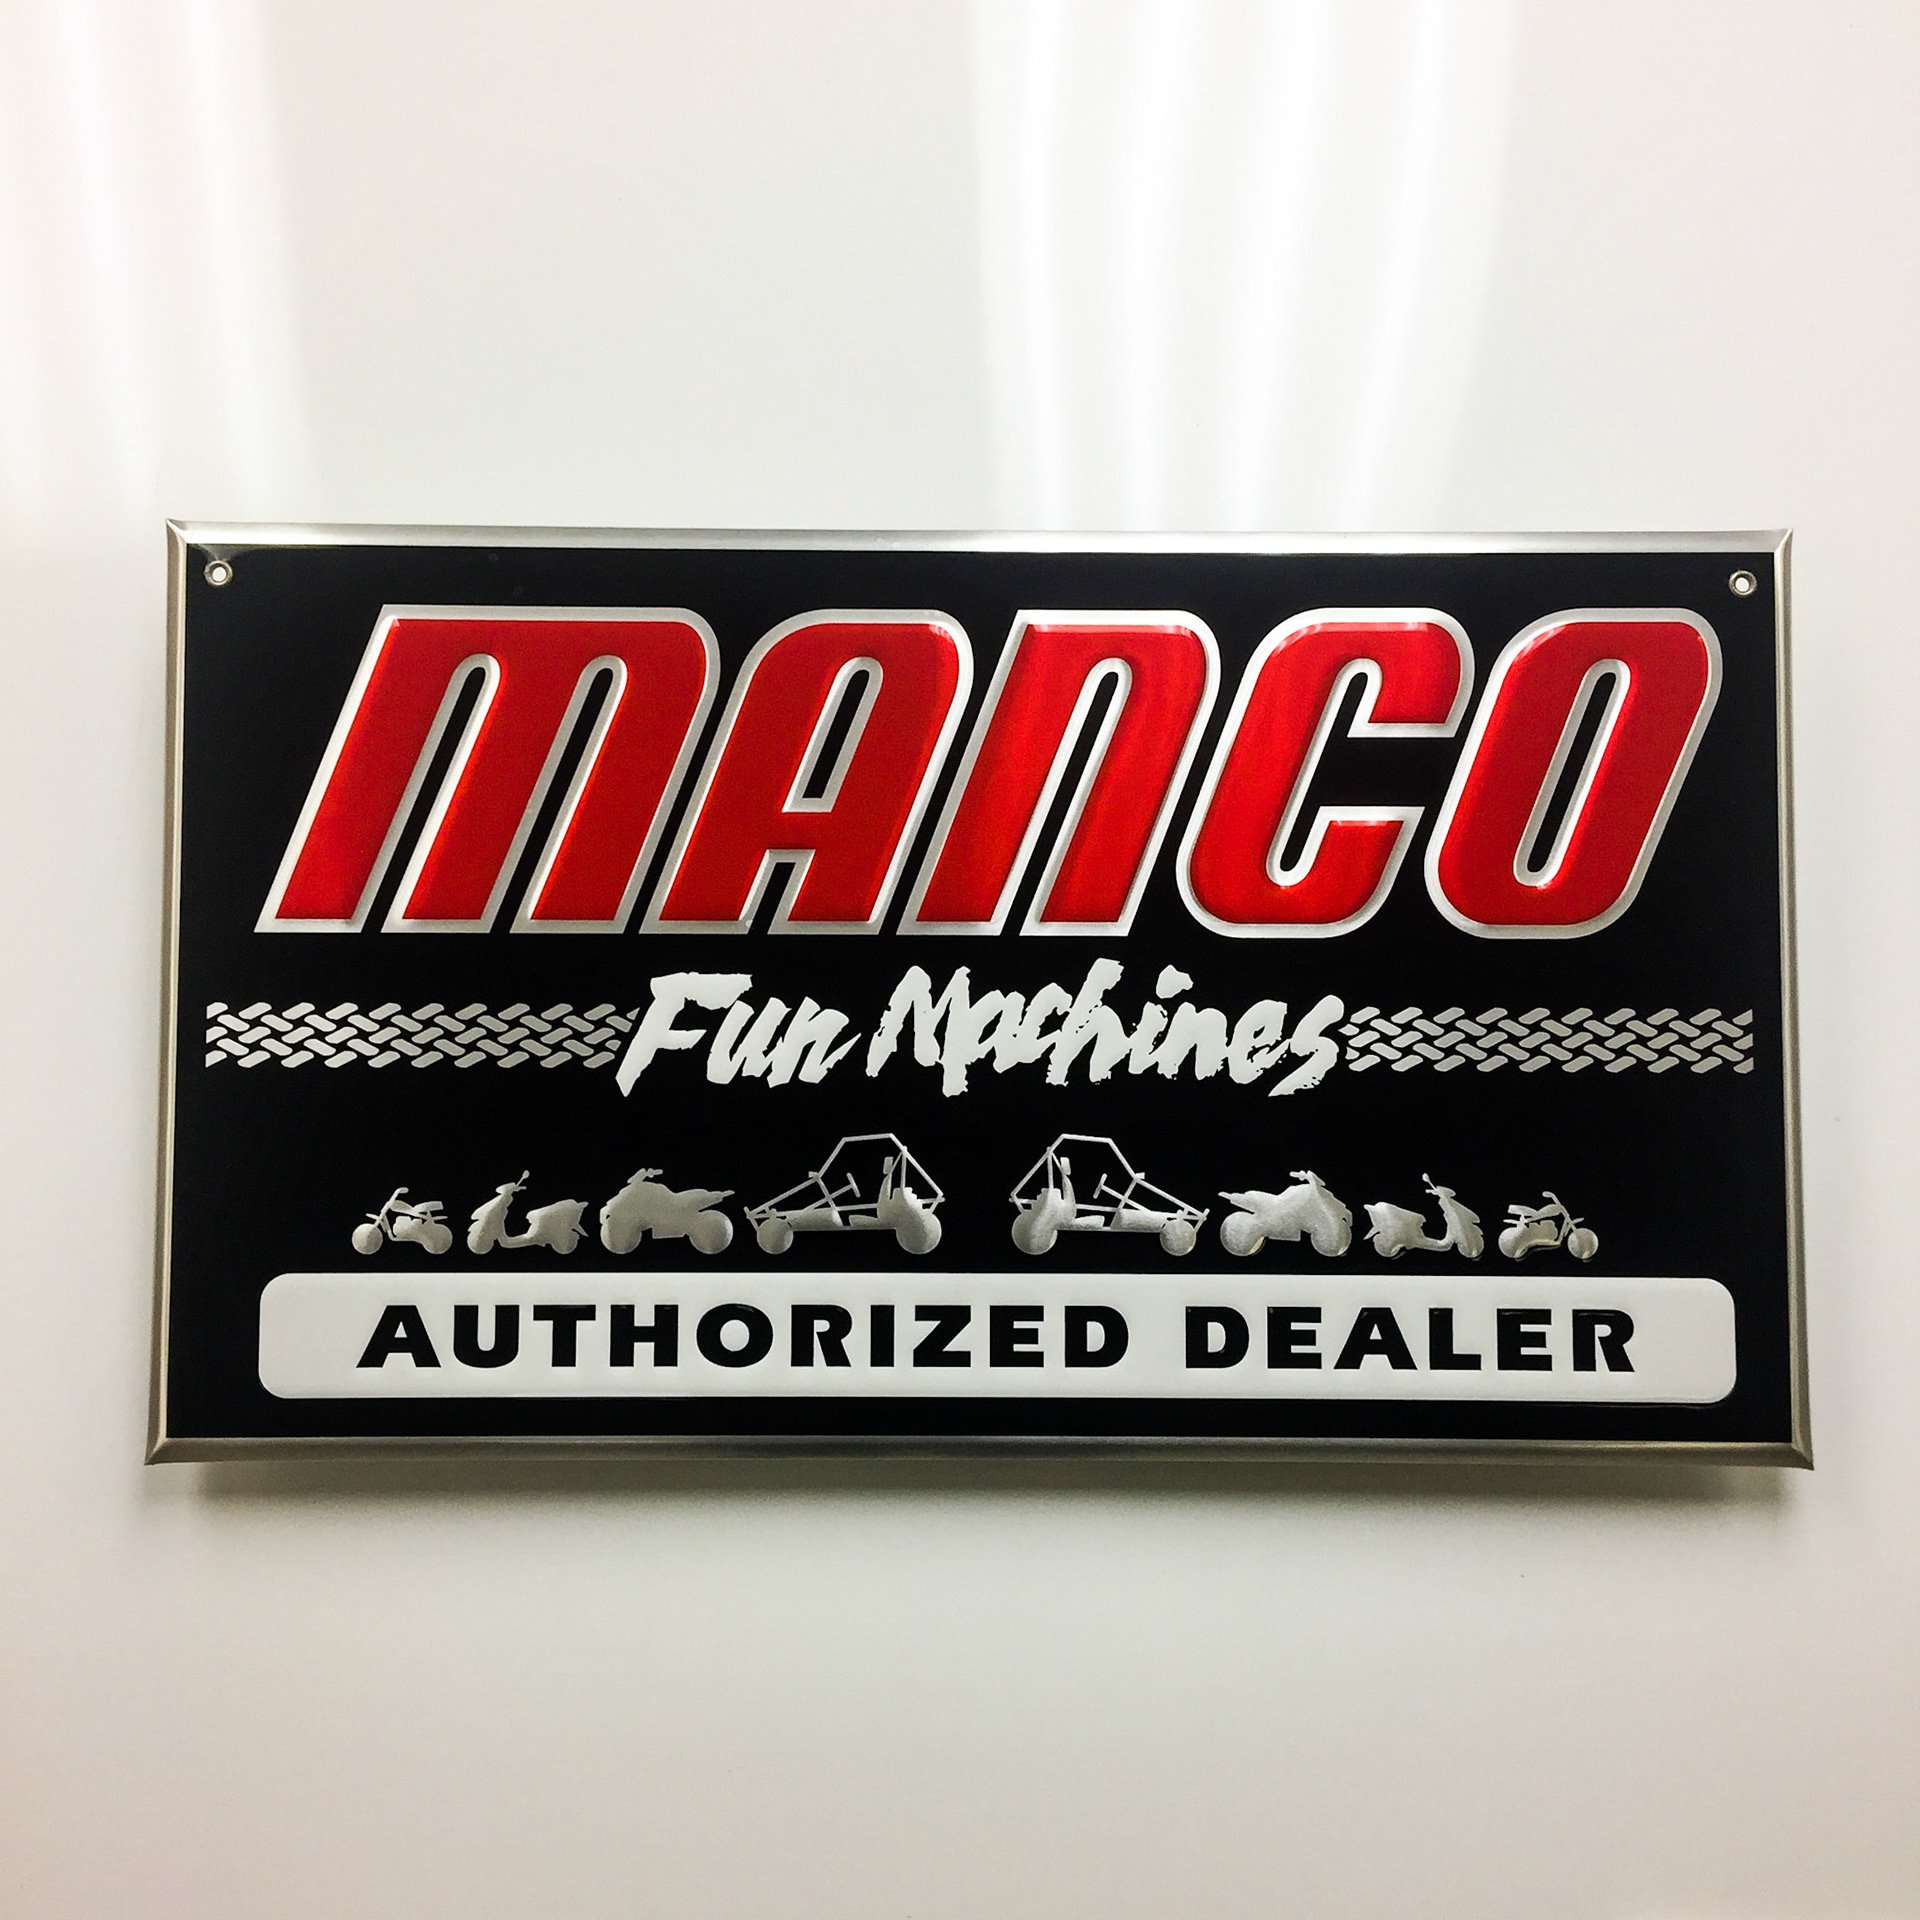 MANCO
Fun Machines
AUTHORIZED DEALER